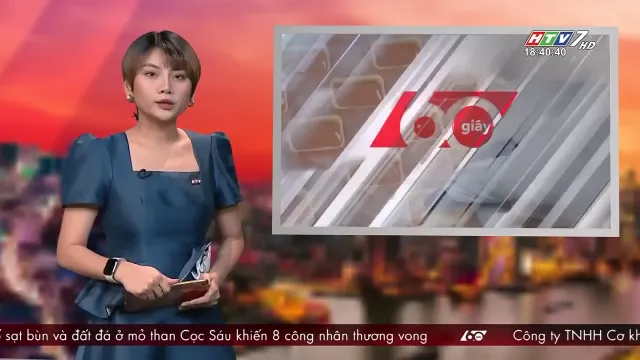 HTV7 HD
18:40:40
60 giây
ố sạt bùn và đất đá ở mỏ than Cọc Sáu khiến 8 công nhân thương vong 60 Công ty TNHH Cơ kh